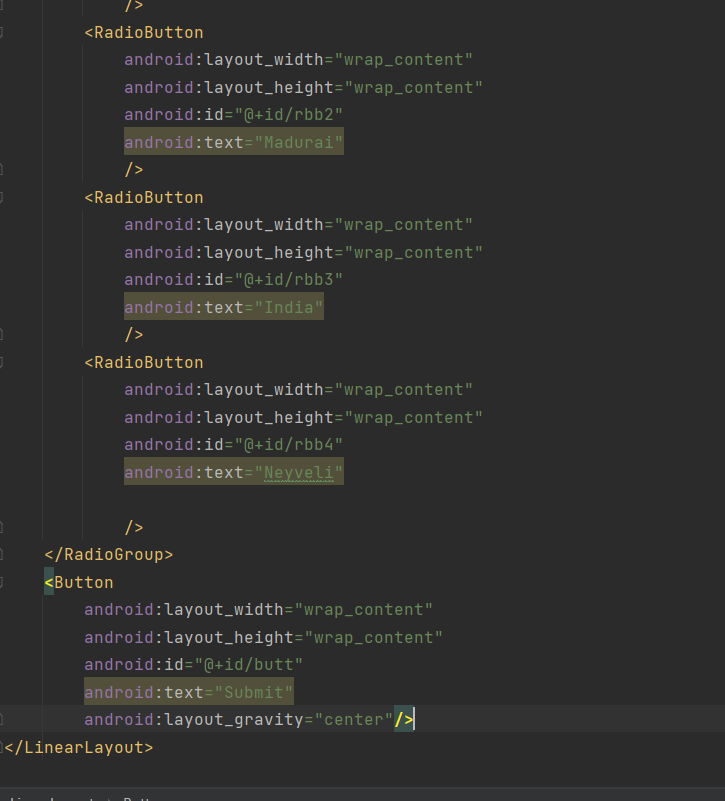 />
<RadioButton
android:layout_width="wrap_content"
android:layout_height="wrap_content"
android:id="@+id/rbb2"
android:text="Madurai"
/>
<RadioButton
android:layout_width="wrap_content"
android:layout_height="wrap_content"
android:id="@+id/rbb3"
android:text="India"
/>
<RadioButton
android:layout_width="wrap_content"
android:layout_height="wrap_content"
android:id="@+id/rbb4"
android:text="Neyveli"
/>
</RadioGroup>
<Button
android:layout_width="wrap_content"
android:layout_height="wrap_content"
android:id="@+id/butt"
android:text="Submit"
android:layout_gravity="center"/>
</LinearLayout>